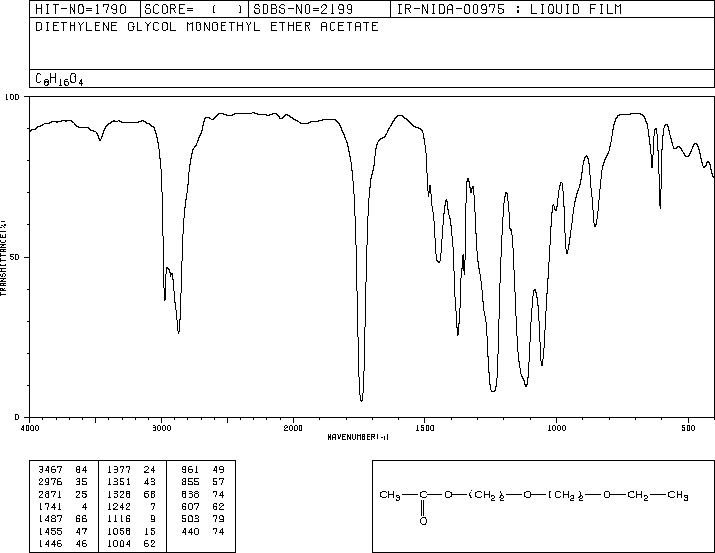 HIT-NO=1790 SCORE= ( ) SDBS-NO=2199 IR-NIDA-00975 : LIQUID FILM
DIETHYLENE GLYCOL MONOETHYL ETHER ACETATE
C8H16O4
100
50
0
TRANSMITTANCE(%)
4000 3000 2000 1500 1000 500
WAVENUMBER(-1)
3467 84 1377 24 961 49
2976 35 1351 43 855 57
2871 25 1328 68 638 74
1741 4 1242 7 607 62
1487 66 1116 9 503 79
1455 47 1058 15 440 74
1446 46 1004 62
CH3—C—O—(CH2)2—O—(CH2)2—O—CH2—CH3
O